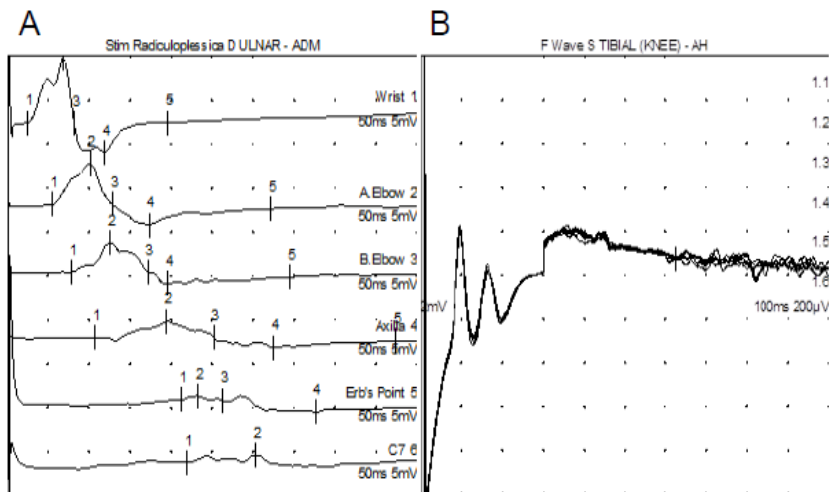 A
B
Stim Radiculoplessica D ULNAR - ADM
F Wave S TIBIAL (KNEE) - AH
1 3 5
Wrist 1
50ms 5mV
2 4
1 3 4 5
A.Elbow 2
50ms 5mV
2
1 3 4 5
B.Elbow 3
50ms 5mV
2
1 3 4 5
Axilla 4
50ms 5mV
1 2 3 4
Erb's Point 5
50ms 5mV
1 2
C7 6
50ms 5mV
1.1
1.2
1.3
1.4
1.5
1.6
2mV
100ms 200µV